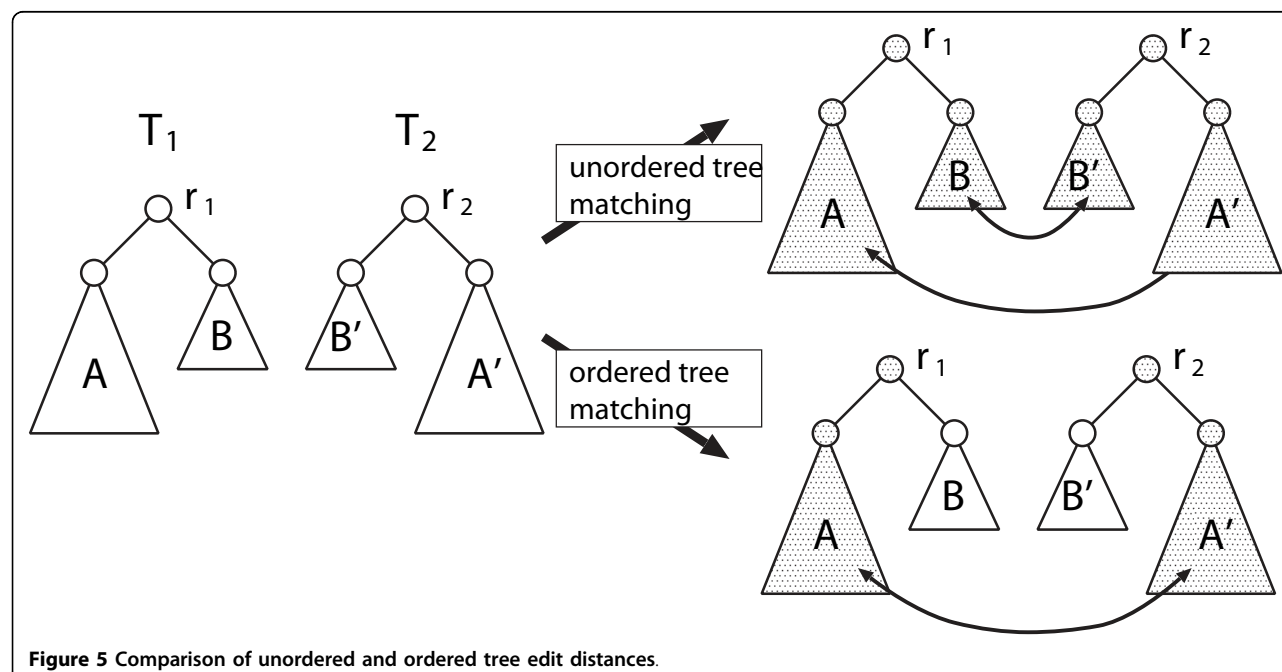 T1
T2
r1
r2
A
B
B'
A'
unordered tree
matching
r1
r2
A
B
B'
A'
ordered tree
matching
r1
r2
A
B
B'
A'
Figure 5 Comparison of unordered and ordered tree edit distances.